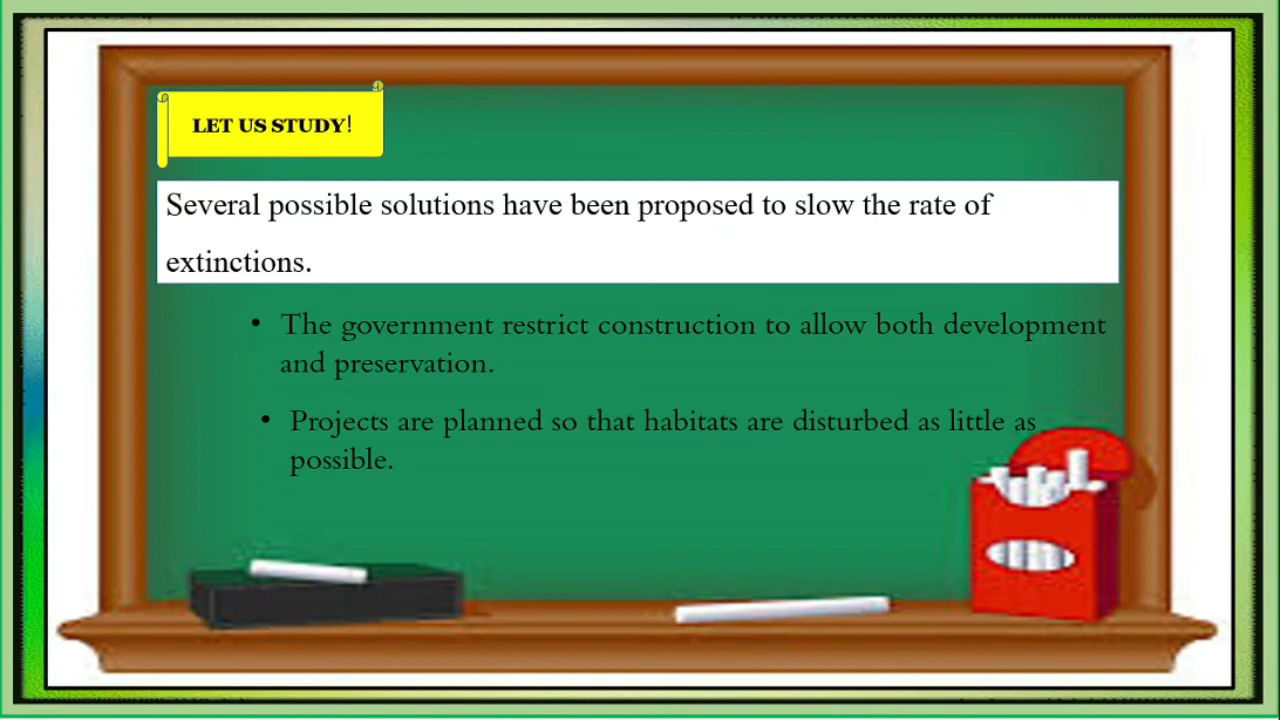 LET US STUDY!
Several possible solutions have been proposed to slow the rate of
extinctions.
• The government restrict construction to allow both development
and preservation.
• Projects are planned so that habitats are disturbed as little as
possible.